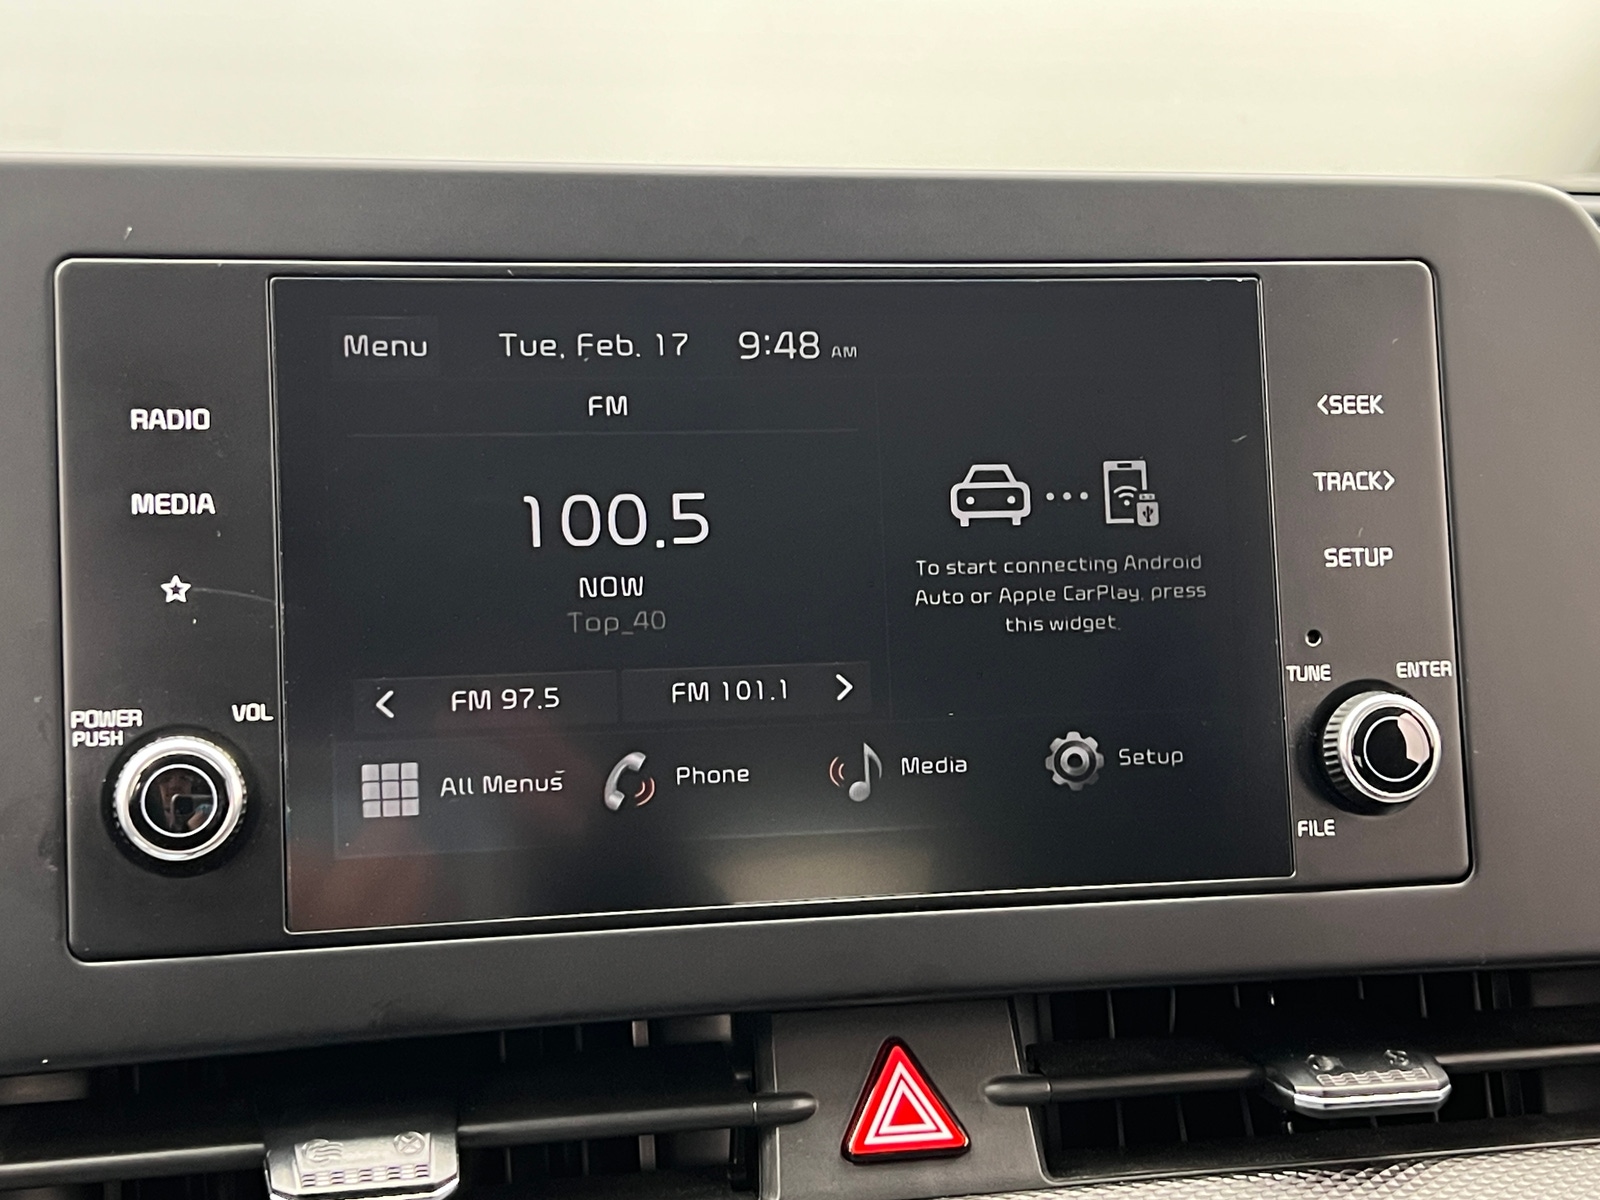 Menu Tue, Feb. 17 9:48 AM
FM
100.5
NOW
Top_40
< FM 97.5 FM 101.1 >
To start connecting Android
Auto or Apple CarPlay, press
this widget.
All Menus Phone Media Setup
RADIO
MEDIA
POWER
PUSH
VOL
<SEEK
TRACK>
SETUP
TUNE
ENTER
FILE